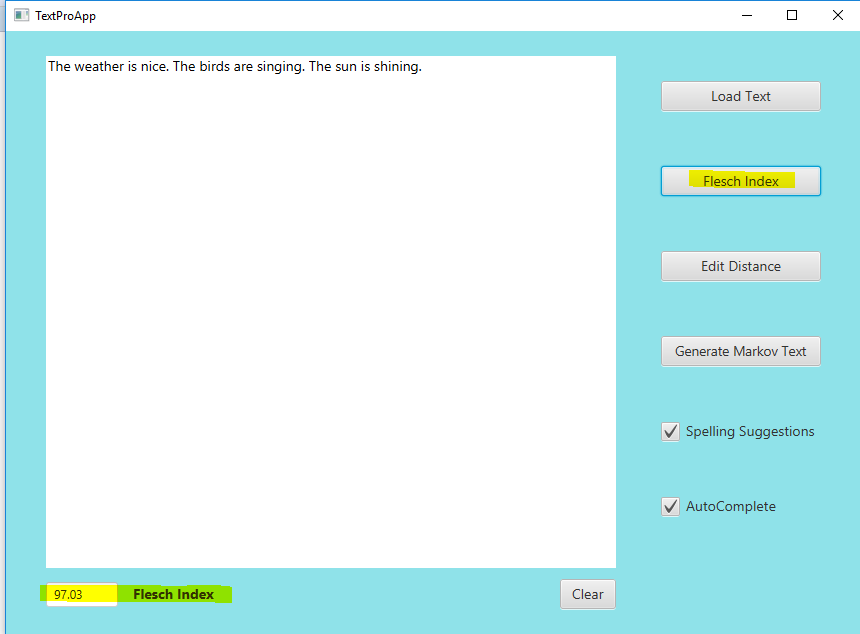 TextProApp
The weather is nice. The birds are singing. The sun is shining.
Load Text
Flesch Index
Edit Distance
Generate Markov Text
Spelling Suggestions
AutoComplete
97.03 Flesch Index
Clear